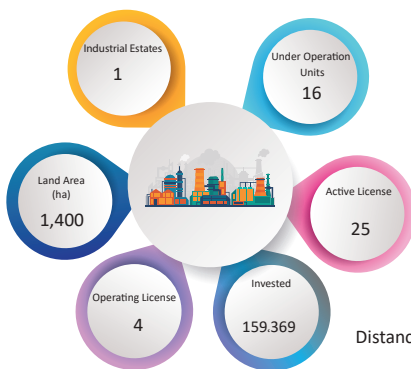 Industrial Estates
1
Under Operation
Units
16
Land Area
(ha)
1,400
Active License
25
Operating License
4
Invested
159.369
Distanc